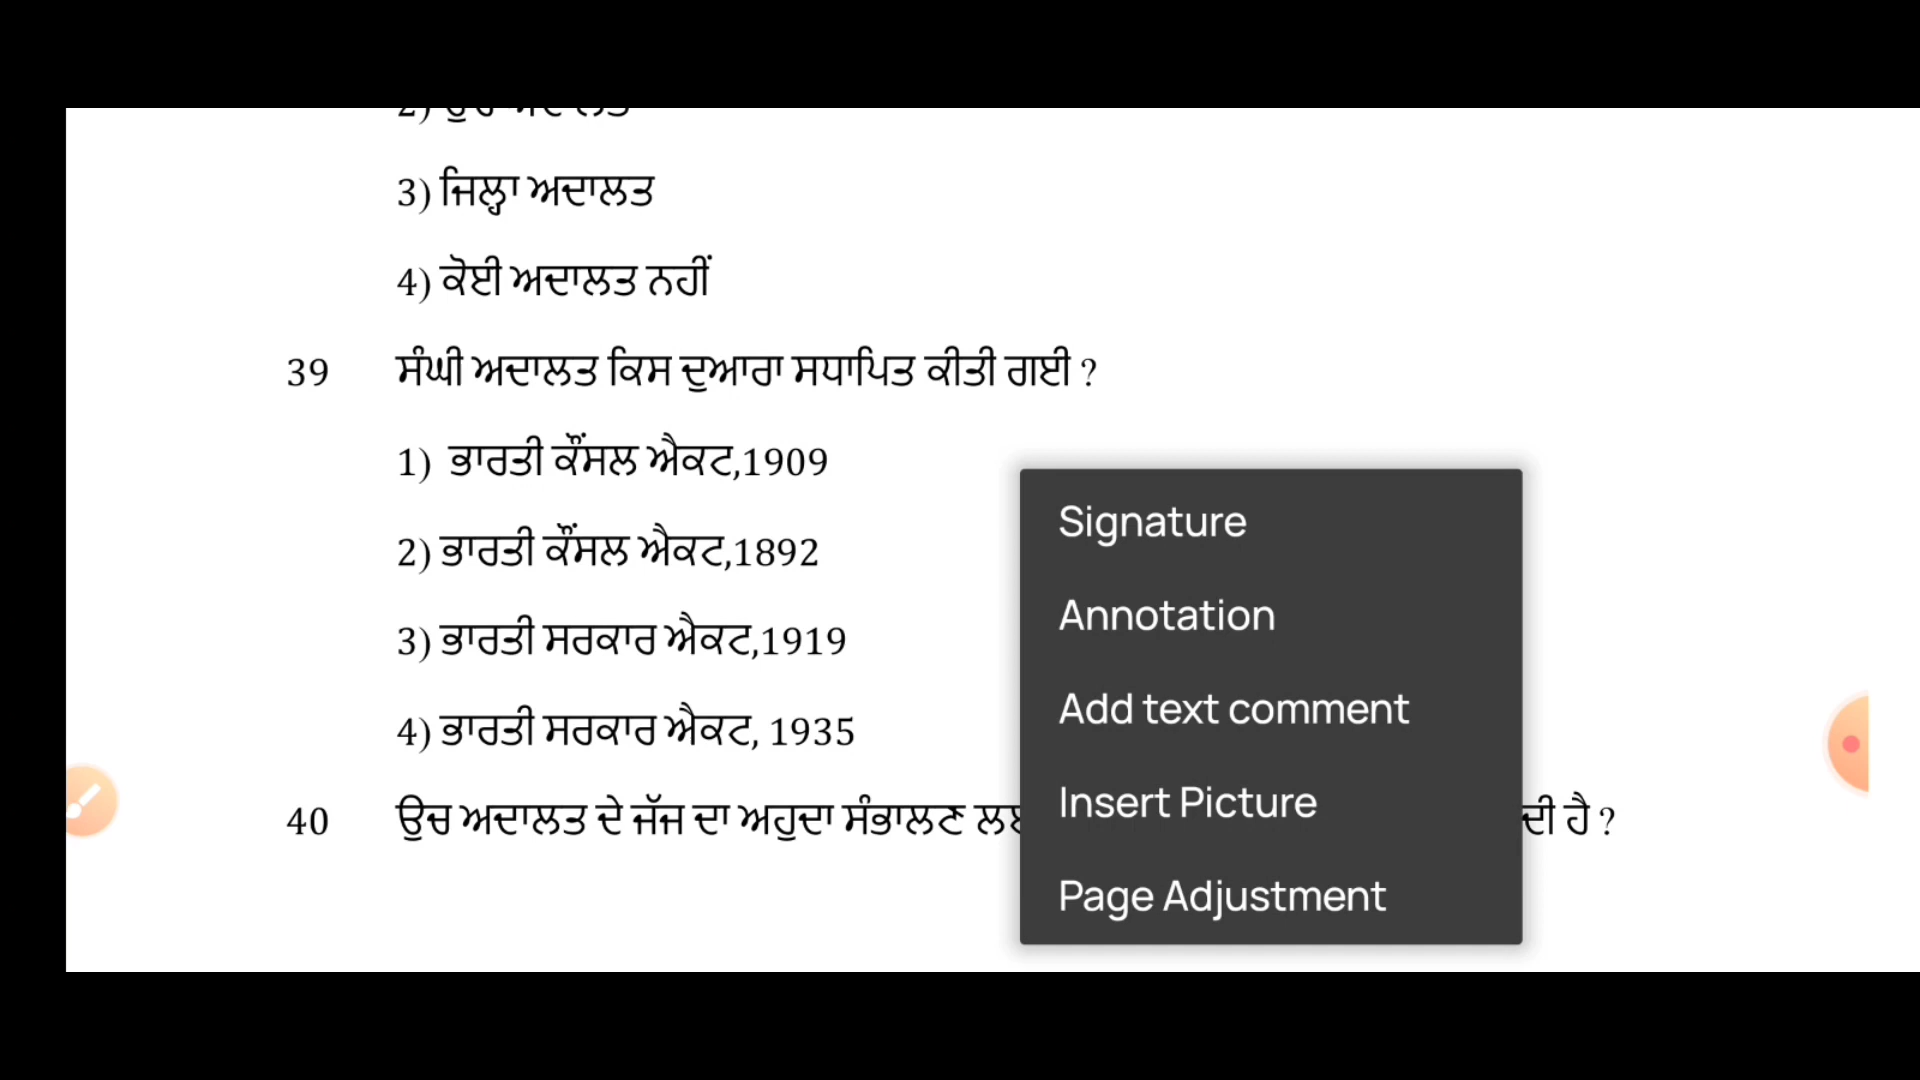 3) ਜਿਲ੍ਹਾ ਅਦਾਲਤ
4) ਕੋਈ ਅਦਾਲਤ ਨਹੀਂ
39 ਸੰਘੀ ਅਦਾਲਤ ਕਿਸ ਦੁਆਰਾ ਸਥਾਪਿਤ ਕੀਤੀ ਗਈ ?
1) ਭਾਰਤੀ ਕੌਂਸਲ ਐਕਟ,1909
2) ਭਾਰਤੀ ਕੌਂਸਲ ਐਕਟ,1892
3) ਭਾਰਤੀ ਸਰਕਾਰ ਐਕਟ,1919
4) ਭਾਰਤੀ ਸਰਕਾਰ ਐਕਟ, 1935
40 ਉਚ ਅਦਾਲਤ ਦੇ ਜੱਜ ਦਾ ਅਹੁਦਾ ਸੰਭਾਲਣ ਹੈ ?
Signature
Annotation
Add text comment
Insert Picture
Page Adjustment